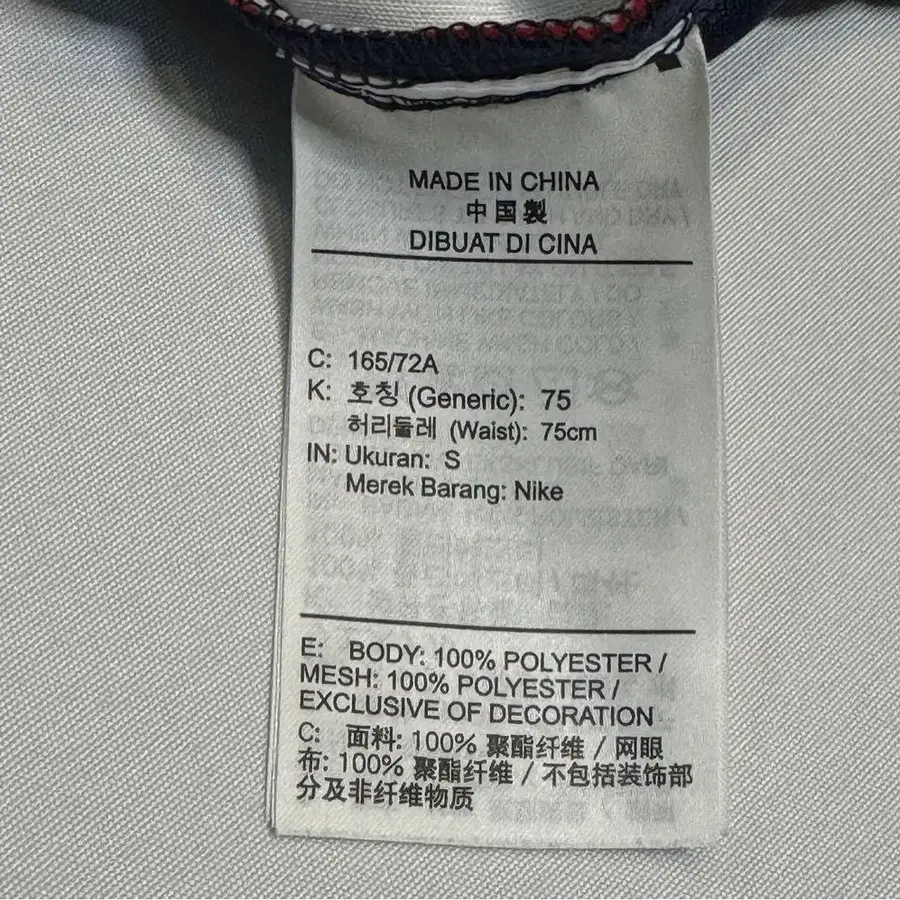 MADE IN CHINA
中国製
DIBUAT DI CINA
C: 165/72A
K: 호칭 (Generic): 75
허리둘레 (Waist): 75cm
IN: Ukuran: S
Merek Barang: Nike
E: BODY: 100% POLYESTER /
MESH: 100% POLYESTER /
EXCLUSIVE OF DECORATION
C: 面料: 100% 聚酯纤维 / 网眼
布: 100% 聚酯纤维 / 不包括装饰部
分及非纤维物质